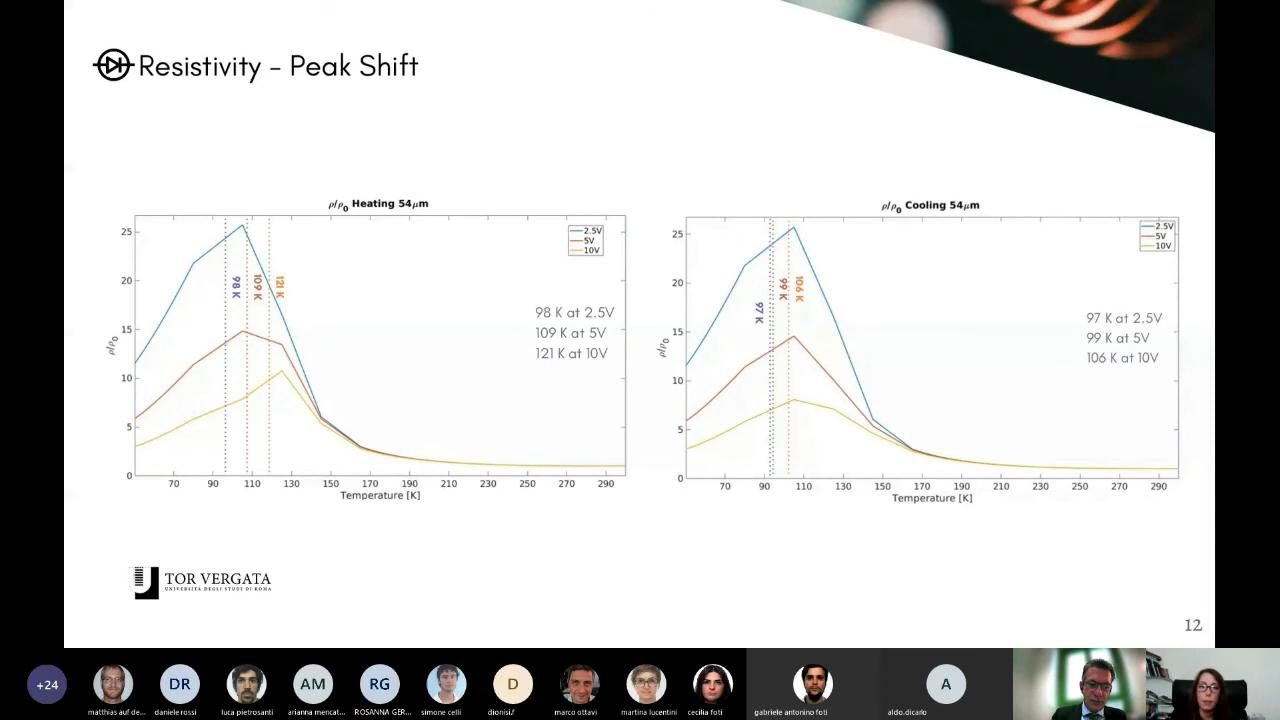 Resistivity - Peak Shift
ρ/ρ0 Heating 54μm
25
20
15
10
5
0
ρ/ρ0
2.5V
5V
10V
98 K
109 K
121 K
98 K at 2.5V
109 K at 5V
121 K at 10V
70 90 110 130 150 170 190 210 230 250 270 290
Temperature [K]
ρ/ρ0 Cooling 54μm
25
20
15
10
5
0
ρ/ρ0
2.5V
5V
10V
97 K
99 K
106 K
97 K at 2.5V
99 K at 5V
106 K at 10V
70 90 110 130 150 170 190 210 230 250 270 290
Temperature [K]
TOR VERGATA
UNIVERSITÀ DEGLI STUDI DI ROMA
12
+24
DR
AM
RG
D
A
matthias auf de...
daniele rossi
luca pietrosanti
arianna mencat...
ROSANNA GER...
simone celli
dionisi.f
marco ottavi
martina lucentini
cecilia foti
gabriele antonino foti
aldo.dicarlo